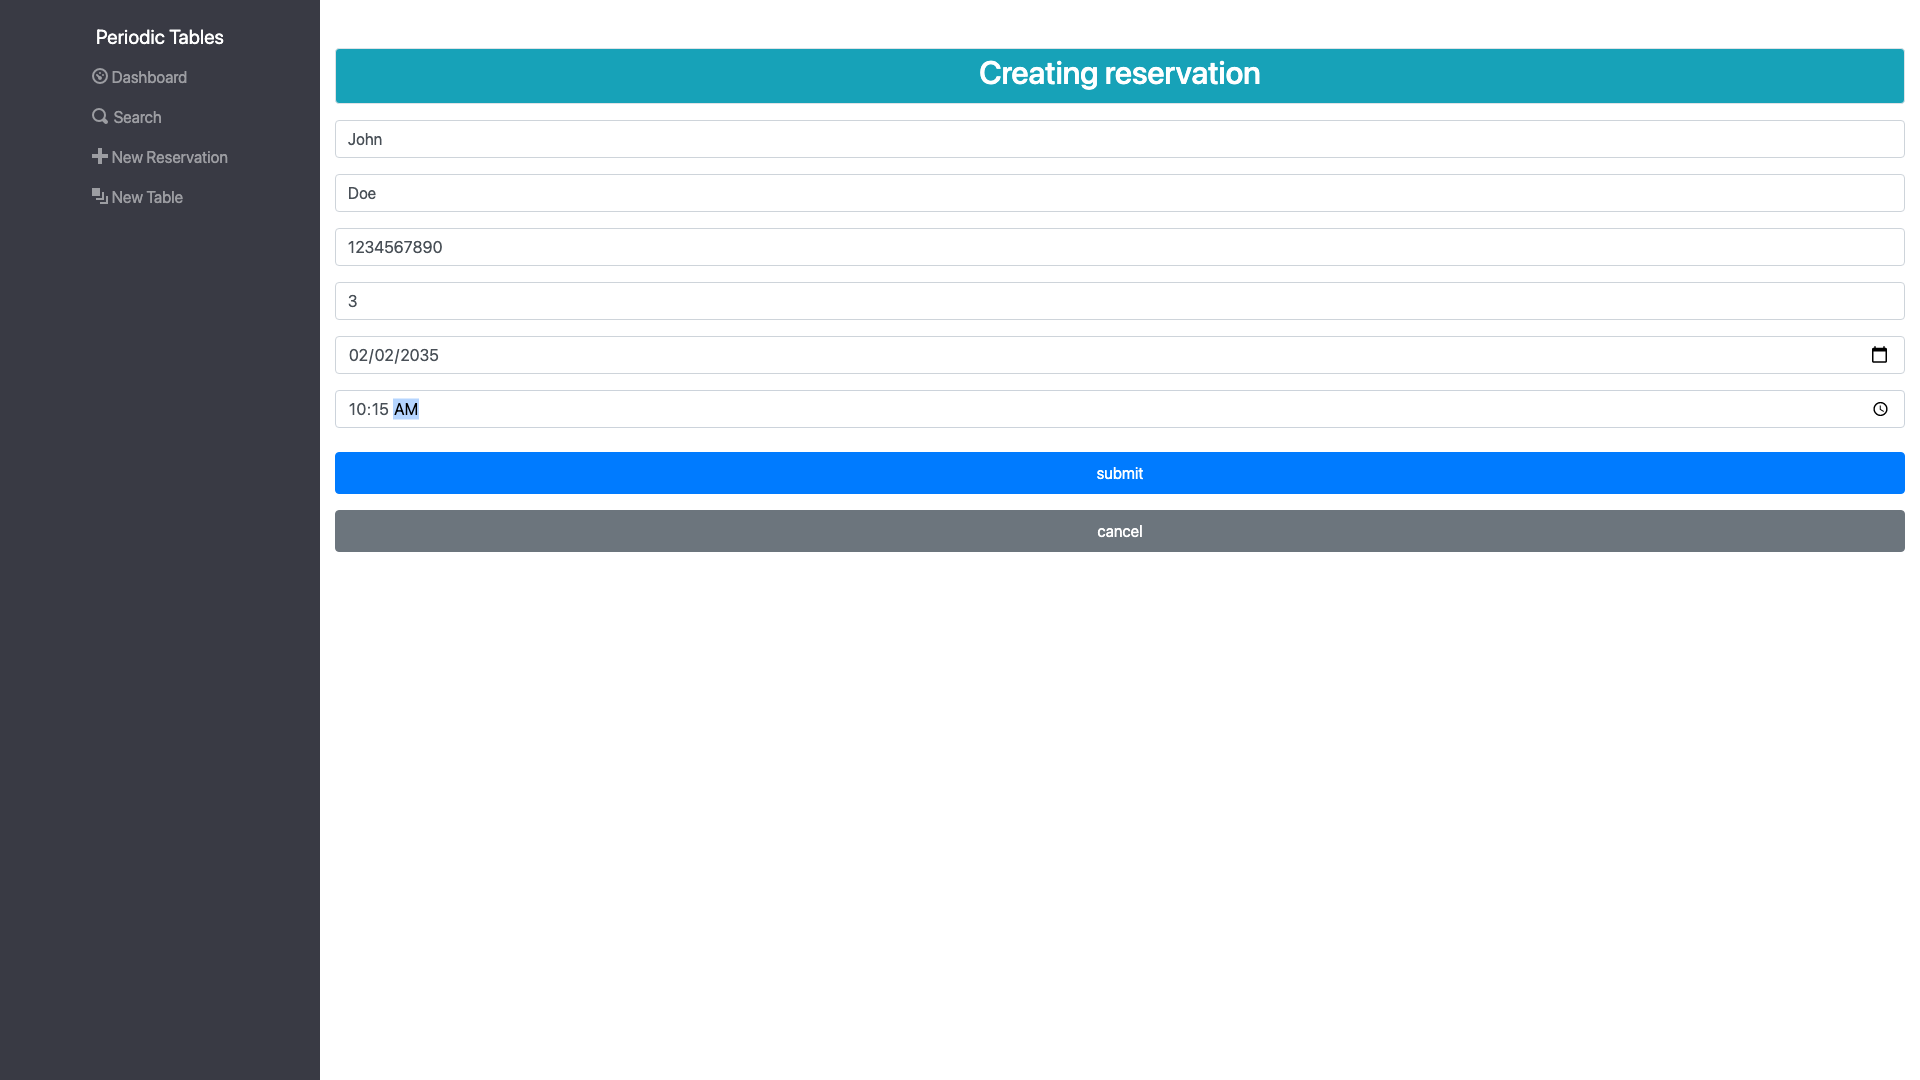 Periodic Tables
Dashboard
Search
New Reservation
New Table
Creating reservation
John
Doe
1234567890
3
02/02/2035
10:15 AM
submit
cancel